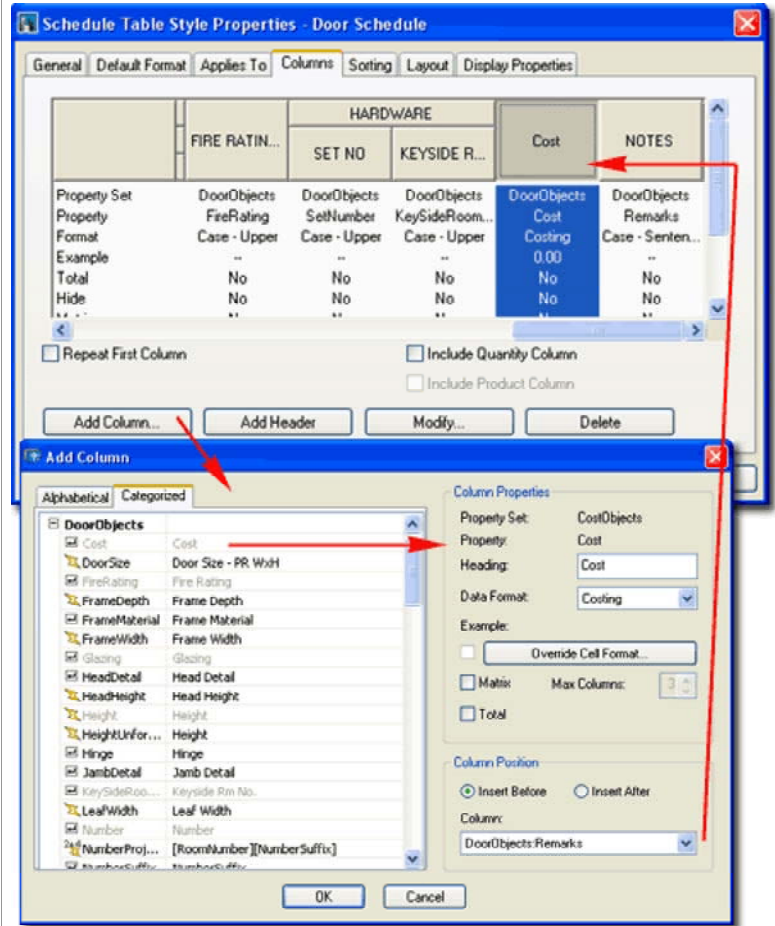 Schedule Table Style Properties - Door Schedule
General Default Format Applies To Columns Sorting Layout Display Properties
HARDWARE
FIRE RATIN... SET NO KEYSIDE R... Cost NOTES
Property Set DoorObjects DoorObjects DoorObjects DoorObjects DoorObjects
Property FireRating SetNumber KeySideRoom... Cost Remarks
Format Case - Upper Case - Upper Case - Upper Costing Case - Senten...
Example -- -- -- 0.00 --
Total No No No No No
Hide No No No No No
Repeat First Column Include Quantity Column
Include Product Column
Add Column... Add Header Modify... Delete
Add Column
Alphabetical Categorized
DoorObjects
Cost Cost
DoorSize Door Size - PR WxH
FireRating Fire Rating
FrameDepth Frame Depth
FrameMaterial Frame Material
FrameWidth Frame Width
Glazing Glazing
HeadDetail Head Detail
HeadHeight Head Height
Height Height
HeightUnfor... Height
Hinge Hinge
JambDetail Jamb Detail
KeySideRoo... Keyside Rm No.
LeafWidth Leaf Width
Number Number
NumberProj... [RoomNumber][NumberSuffix]
NumberSuffix NumberSuffix
Column Properties
Property Set: CostObjects
Property: Cost
Heading: Cost
Data Format: Costing
Example:
Override Cell Format...
Matrix Max Columns: 3
Total
Column Position
Insert Before Insert After
Column:
DoorObjects:Remarks
OK Cancel